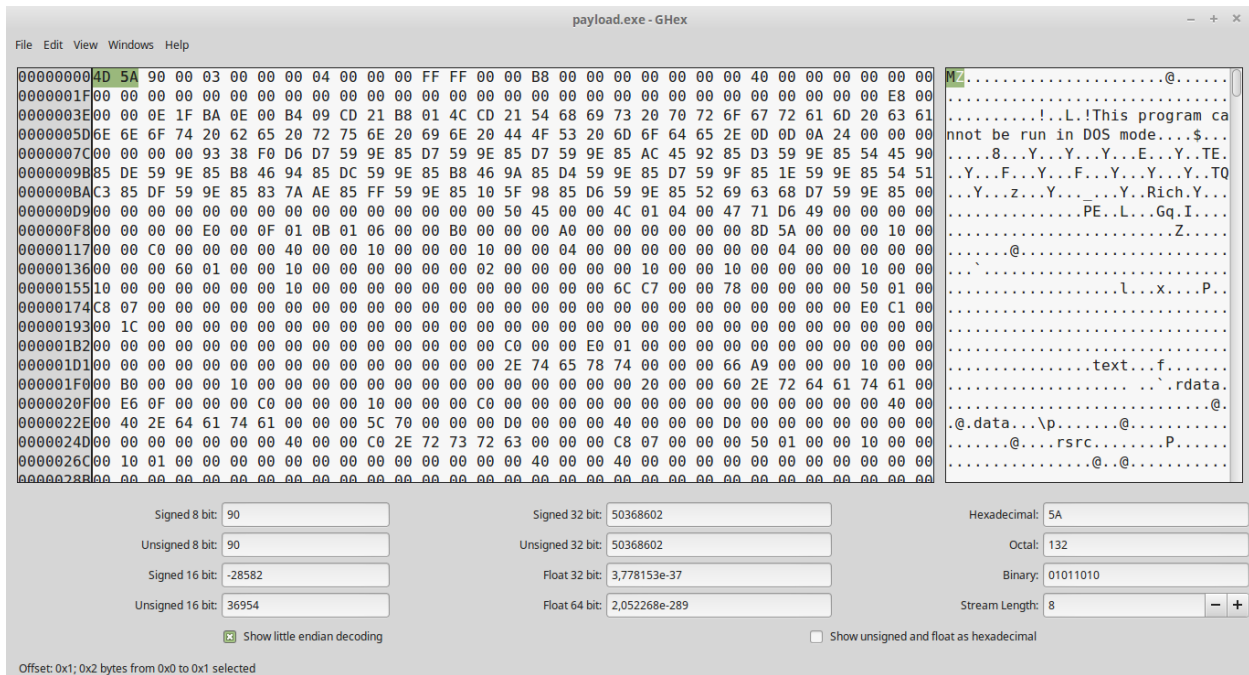 payload.exe - GHex
File Edit View Windows Help
00000000 4D 5A 90 00 03 00 00 00 04 00 00 00 FF FF 00 00 B8 00 00 00 00 00 00 00 40 00 00 00 00 00 00 MZ......................@......
0000001F 00 00 00 00 00 00 00 00 00 00 00 00 00 00 00 00 00 00 00 00 00 00 00 00 00 00 00 00 00 E8 00 ...............................
0000003E 00 00 0E 1F BA 0E 00 B4 09 CD 21 B8 01 4C CD 21 54 68 69 73 20 70 72 6F 67 72 61 6D 20 63 61 ..........!..L.!This program ca
0000005D 6E 6E 6F 74 20 62 65 20 72 75 6E 20 69 6E 20 44 4F 53 20 6D 6F 64 65 2E 0D 0D 0A 24 00 00 00 nnot be run in DOS mode....$...
0000007C 00 00 00 00 93 38 F0 D6 D7 59 9E 85 D7 59 9E 85 D7 59 9E 85 AC 45 92 85 D3 59 9E 85 54 45 90 .....8...Y...Y...Y...E...Y..TE.
0000009B 85 DE 59 9E 85 B8 46 94 85 DC 59 9E 85 B8 46 9A 85 D4 59 9E 85 D7 59 9F 85 1E 59 9E 85 54 51 ..Y...F...Y...F...Y...Y...Y..TQ
000000BA C3 85 DF 59 9E 85 83 7A AE 85 FF 59 9E 85 10 5F 98 85 D6 59 9E 85 52 69 63 68 D7 59 9E 85 00 ...Y...z...Y..._...Y..Rich.Y...
000000D9 00 00 00 00 00 00 00 00 00 00 00 00 00 00 00 50 45 00 00 4C 01 04 00 47 71 D6 49 00 00 00 00 ...............PE..L...Gq.I....
000000F8 00 00 00 00 E0 00 0F 01 0B 01 06 00 00 B0 00 00 00 A0 00 00 00 00 00 00 8D 5A 00 00 00 10 00 .........................Z.....
00000117 00 00 C0 00 00 00 00 40 00 00 10 00 00 00 10 00 00 04 00 00 00 00 00 00 00 04 00 00 00 00 00 .......@.......................
00000136 00 00 00 60 01 00 00 10 00 00 00 00 00 00 02 00 00 00 00 00 10 00 00 10 00 00 00 00 10 00 00 ...`...........................
00000155 10 00 00 00 00 00 00 10 00 00 00 00 00 00 00 00 00 00 00 6C C7 00 00 78 00 00 00 00 50 01 00 ...................l...x....P..
00000174 C8 07 00 00 00 00 00 00 00 00 00 00 00 00 00 00 00 00 00 00 00 00 00 00 00 00 00 00 E0 C1 00 ...............................
00000193 00 1C 00 00 00 00 00 00 00 00 00 00 00 00 00 00 00 00 00 00 00 00 00 00 00 00 00 00 00 00 00 ...............................
000001B2 00 00 00 00 00 00 00 00 00 00 00 00 00 00 C0 00 00 E0 01 00 00 00 00 00 00 00 00 00 00 00 00 ...............................
000001D1 00 00 00 00 00 00 00 00 00 00 00 00 00 00 00 2E 74 65 78 74 00 00 00 66 A9 00 00 00 10 00 00 ................text...f.......
000001F0 00 B0 00 00 00 10 00 00 00 00 00 00 00 00 00 00 00 00 00 00 20 00 00 60 2E 72 64 61 74 61 00 .................... ..`.rdata.
0000020F 00 E6 0F 00 00 00 C0 00 00 00 10 00 00 00 C0 00 00 00 00 00 00 00 00 00 00 00 00 00 00 40 00 .............................@.
0000022E 00 40 2E 64 61 74 61 00 00 00 5C 70 00 00 00 D0 00 00 00 40 00 00 00 D0 00 00 00 00 00 00 00 .@.data...\p.......@...........
0000024D 00 00 00 00 00 00 00 40 00 00 C0 2E 72 73 72 63 00 00 00 C8 07 00 00 00 50 01 00 00 10 00 00 .......@....rsrc........P......
0000026C 00 10 01 00 00 00 00 00 00 00 00 00 00 00 00 00 40 00 00 40 00 00 00 00 00 00 00 00 00 00 00 ................@..@...........
Signed 8 bit: 90 Signed 32 bit: 50368602 Hexadecimal: 5A
Unsigned 8 bit: 90 Unsigned 32 bit: 50368602 Octal: 132
Signed 16 bit: -28582 Float 32 bit: 3,778153e-37 Binary: 01011010
Unsigned 16 bit: 36954 Float 64 bit: 2,052268e-289 Stream Length: 8
Show little endian decoding Show unsigned and float as hexadecimal
Offset: 0x1; 0x2 bytes from 0x0 to 0x1 selected